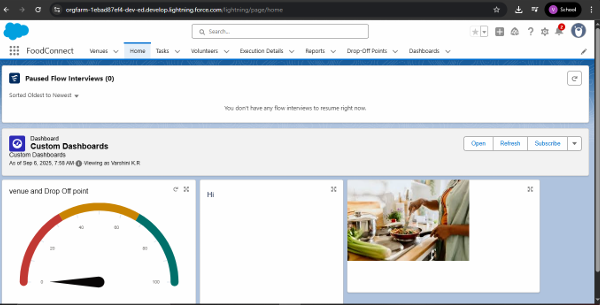 orgfarm-1ebad87ef4-dev-ed.develop.lightning.force.com/lightning/page/home
V School
Search...
FoodConnect Venues Home Tasks Volunteers Execution Details Reports Drop-Off Points Dashboards
Paused Flow Interviews (0)
Sorted Oldest to Newest
You don't have any flow interviews to resume right now.
Dashboard
Custom Dashboards
Custom Dashboards
As of Sep 6, 2025, 7:58 AM Viewing as Varshini K.R
Open Refresh Subscribe
venue and Drop Off point
Hi
40 60
20 80
0 100